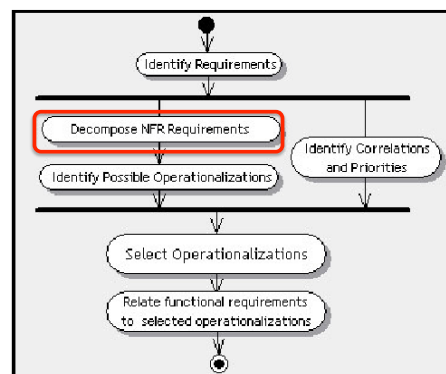 Identify Requirements
Decompose NFR Requirements
Identify Possible Operationalizations
Identify Correlations
and Priorities
Select Operationalizations
Relate functional requirements
to selected operationalizations